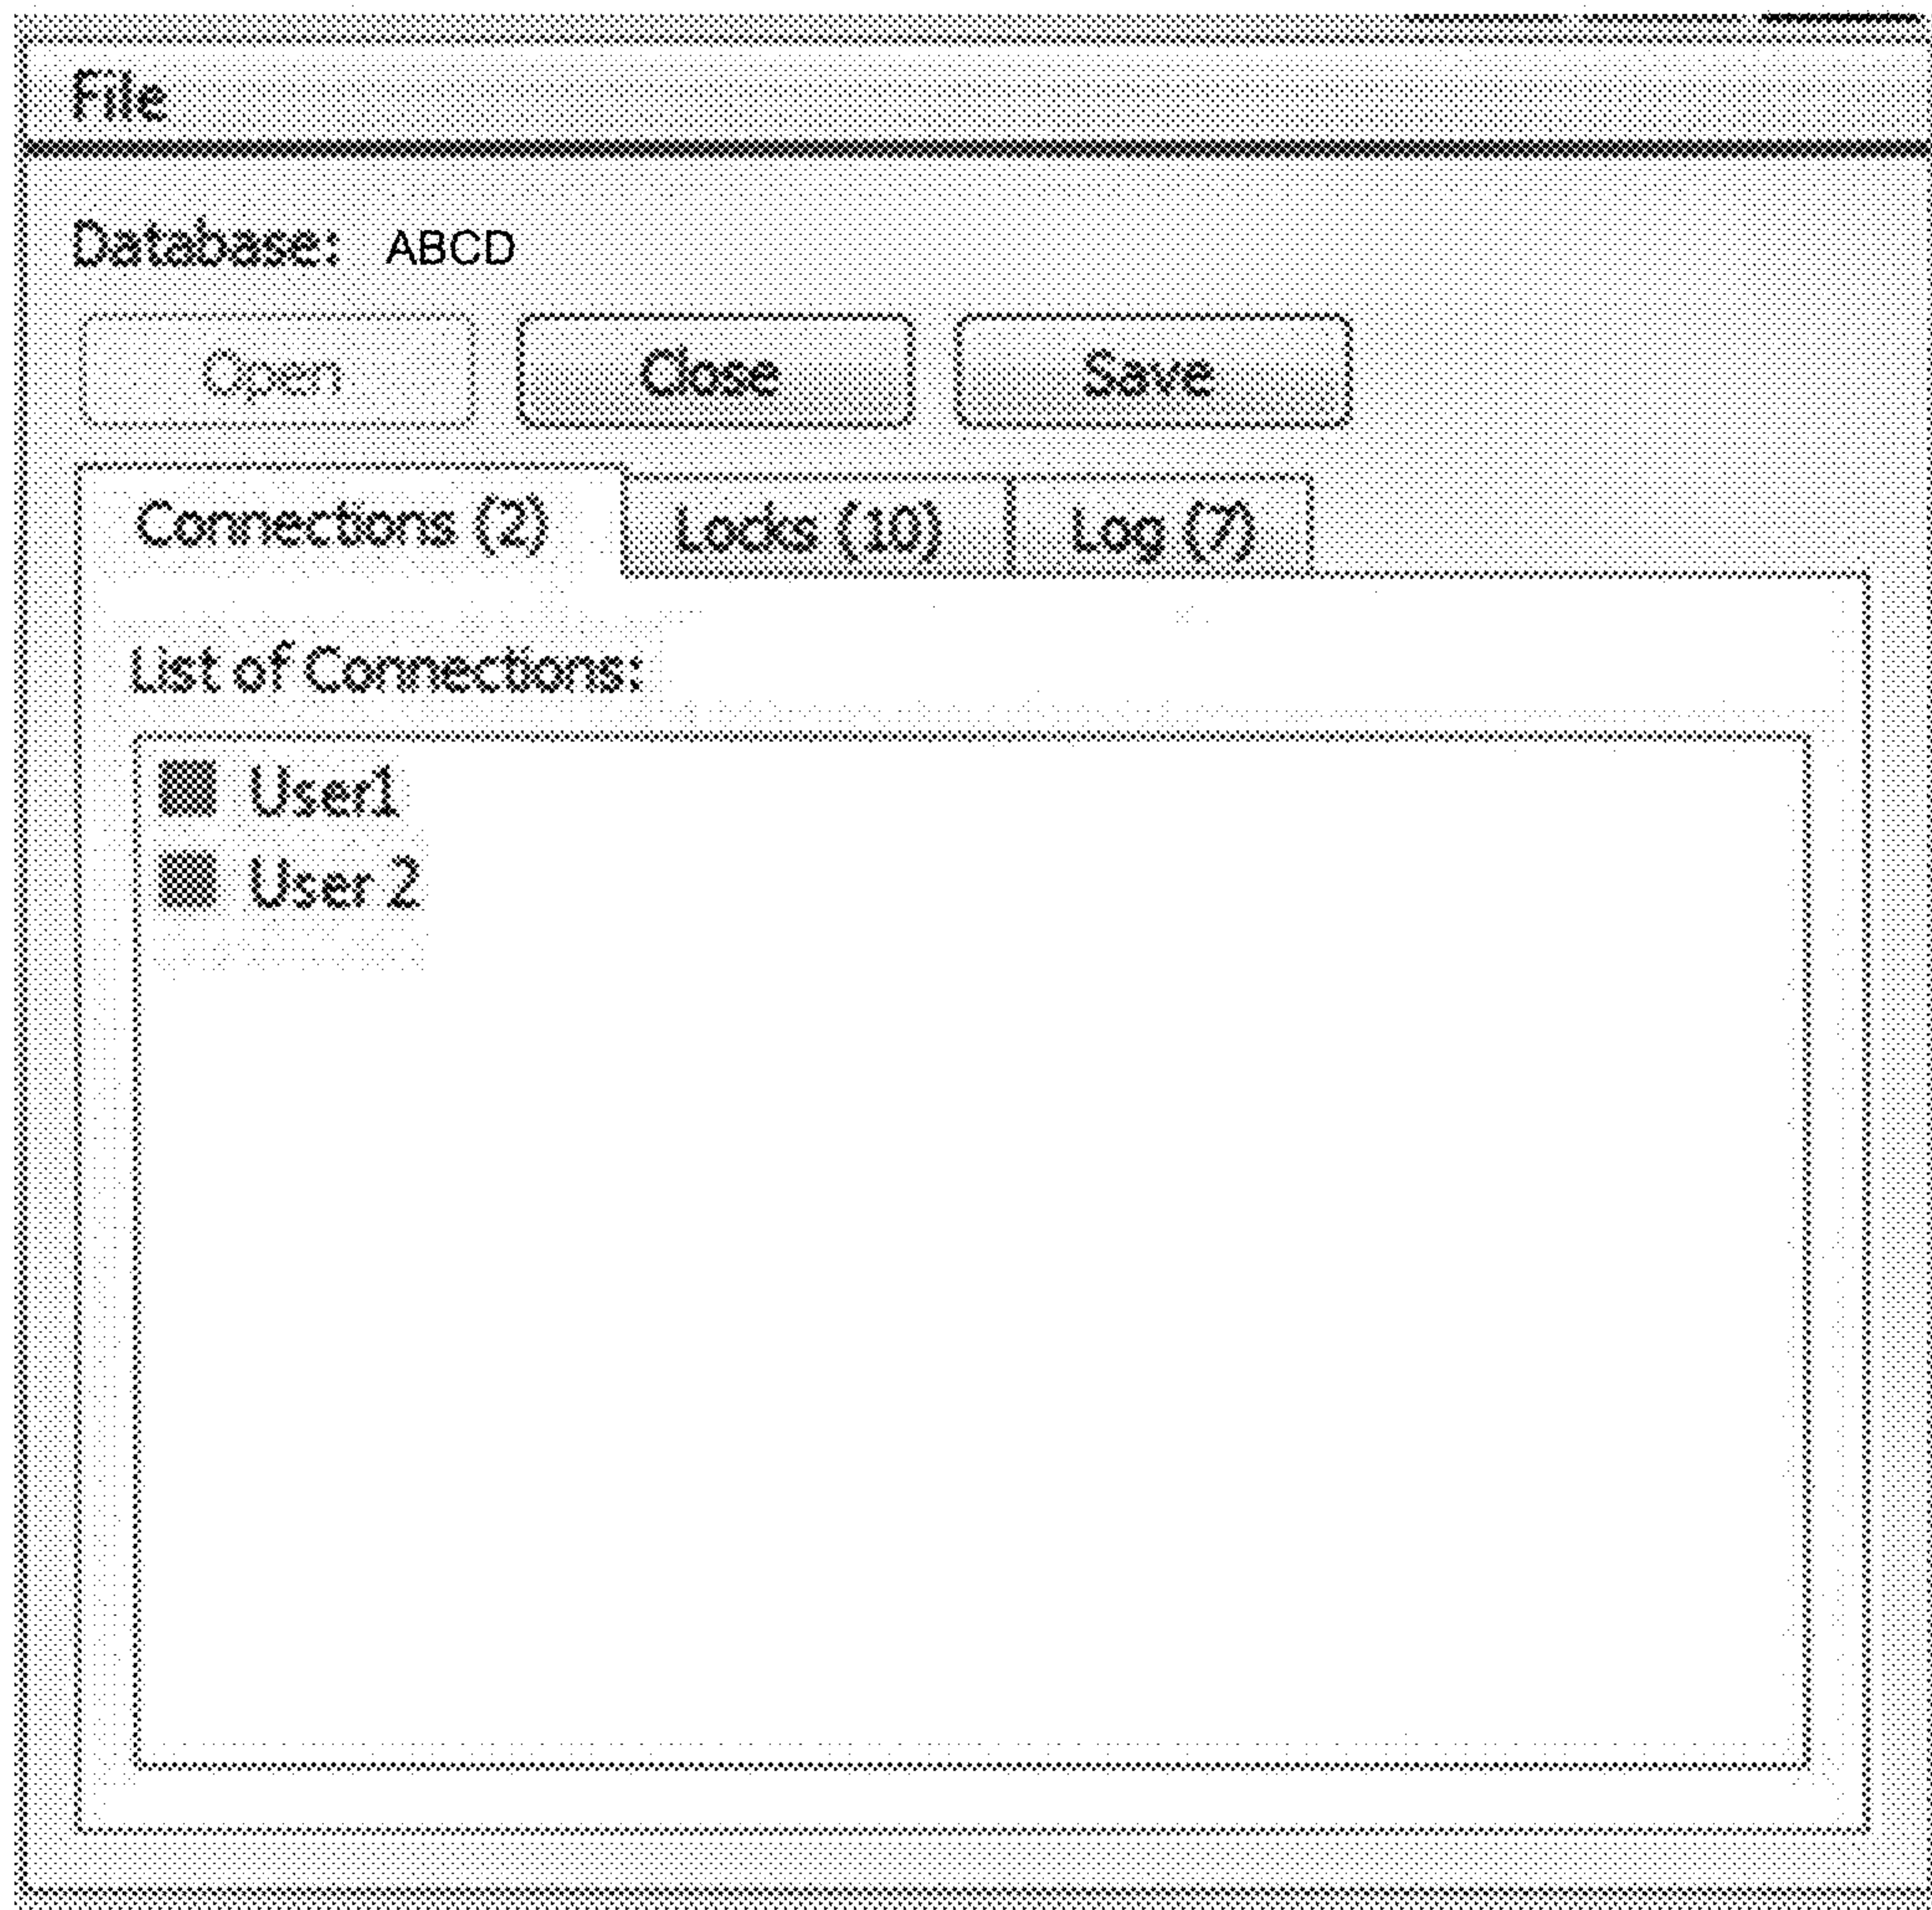 File
Database: ABCD
Open Close Save
Connections (2) Locks (10) Log (7)
List of Connections:
User1
User 2